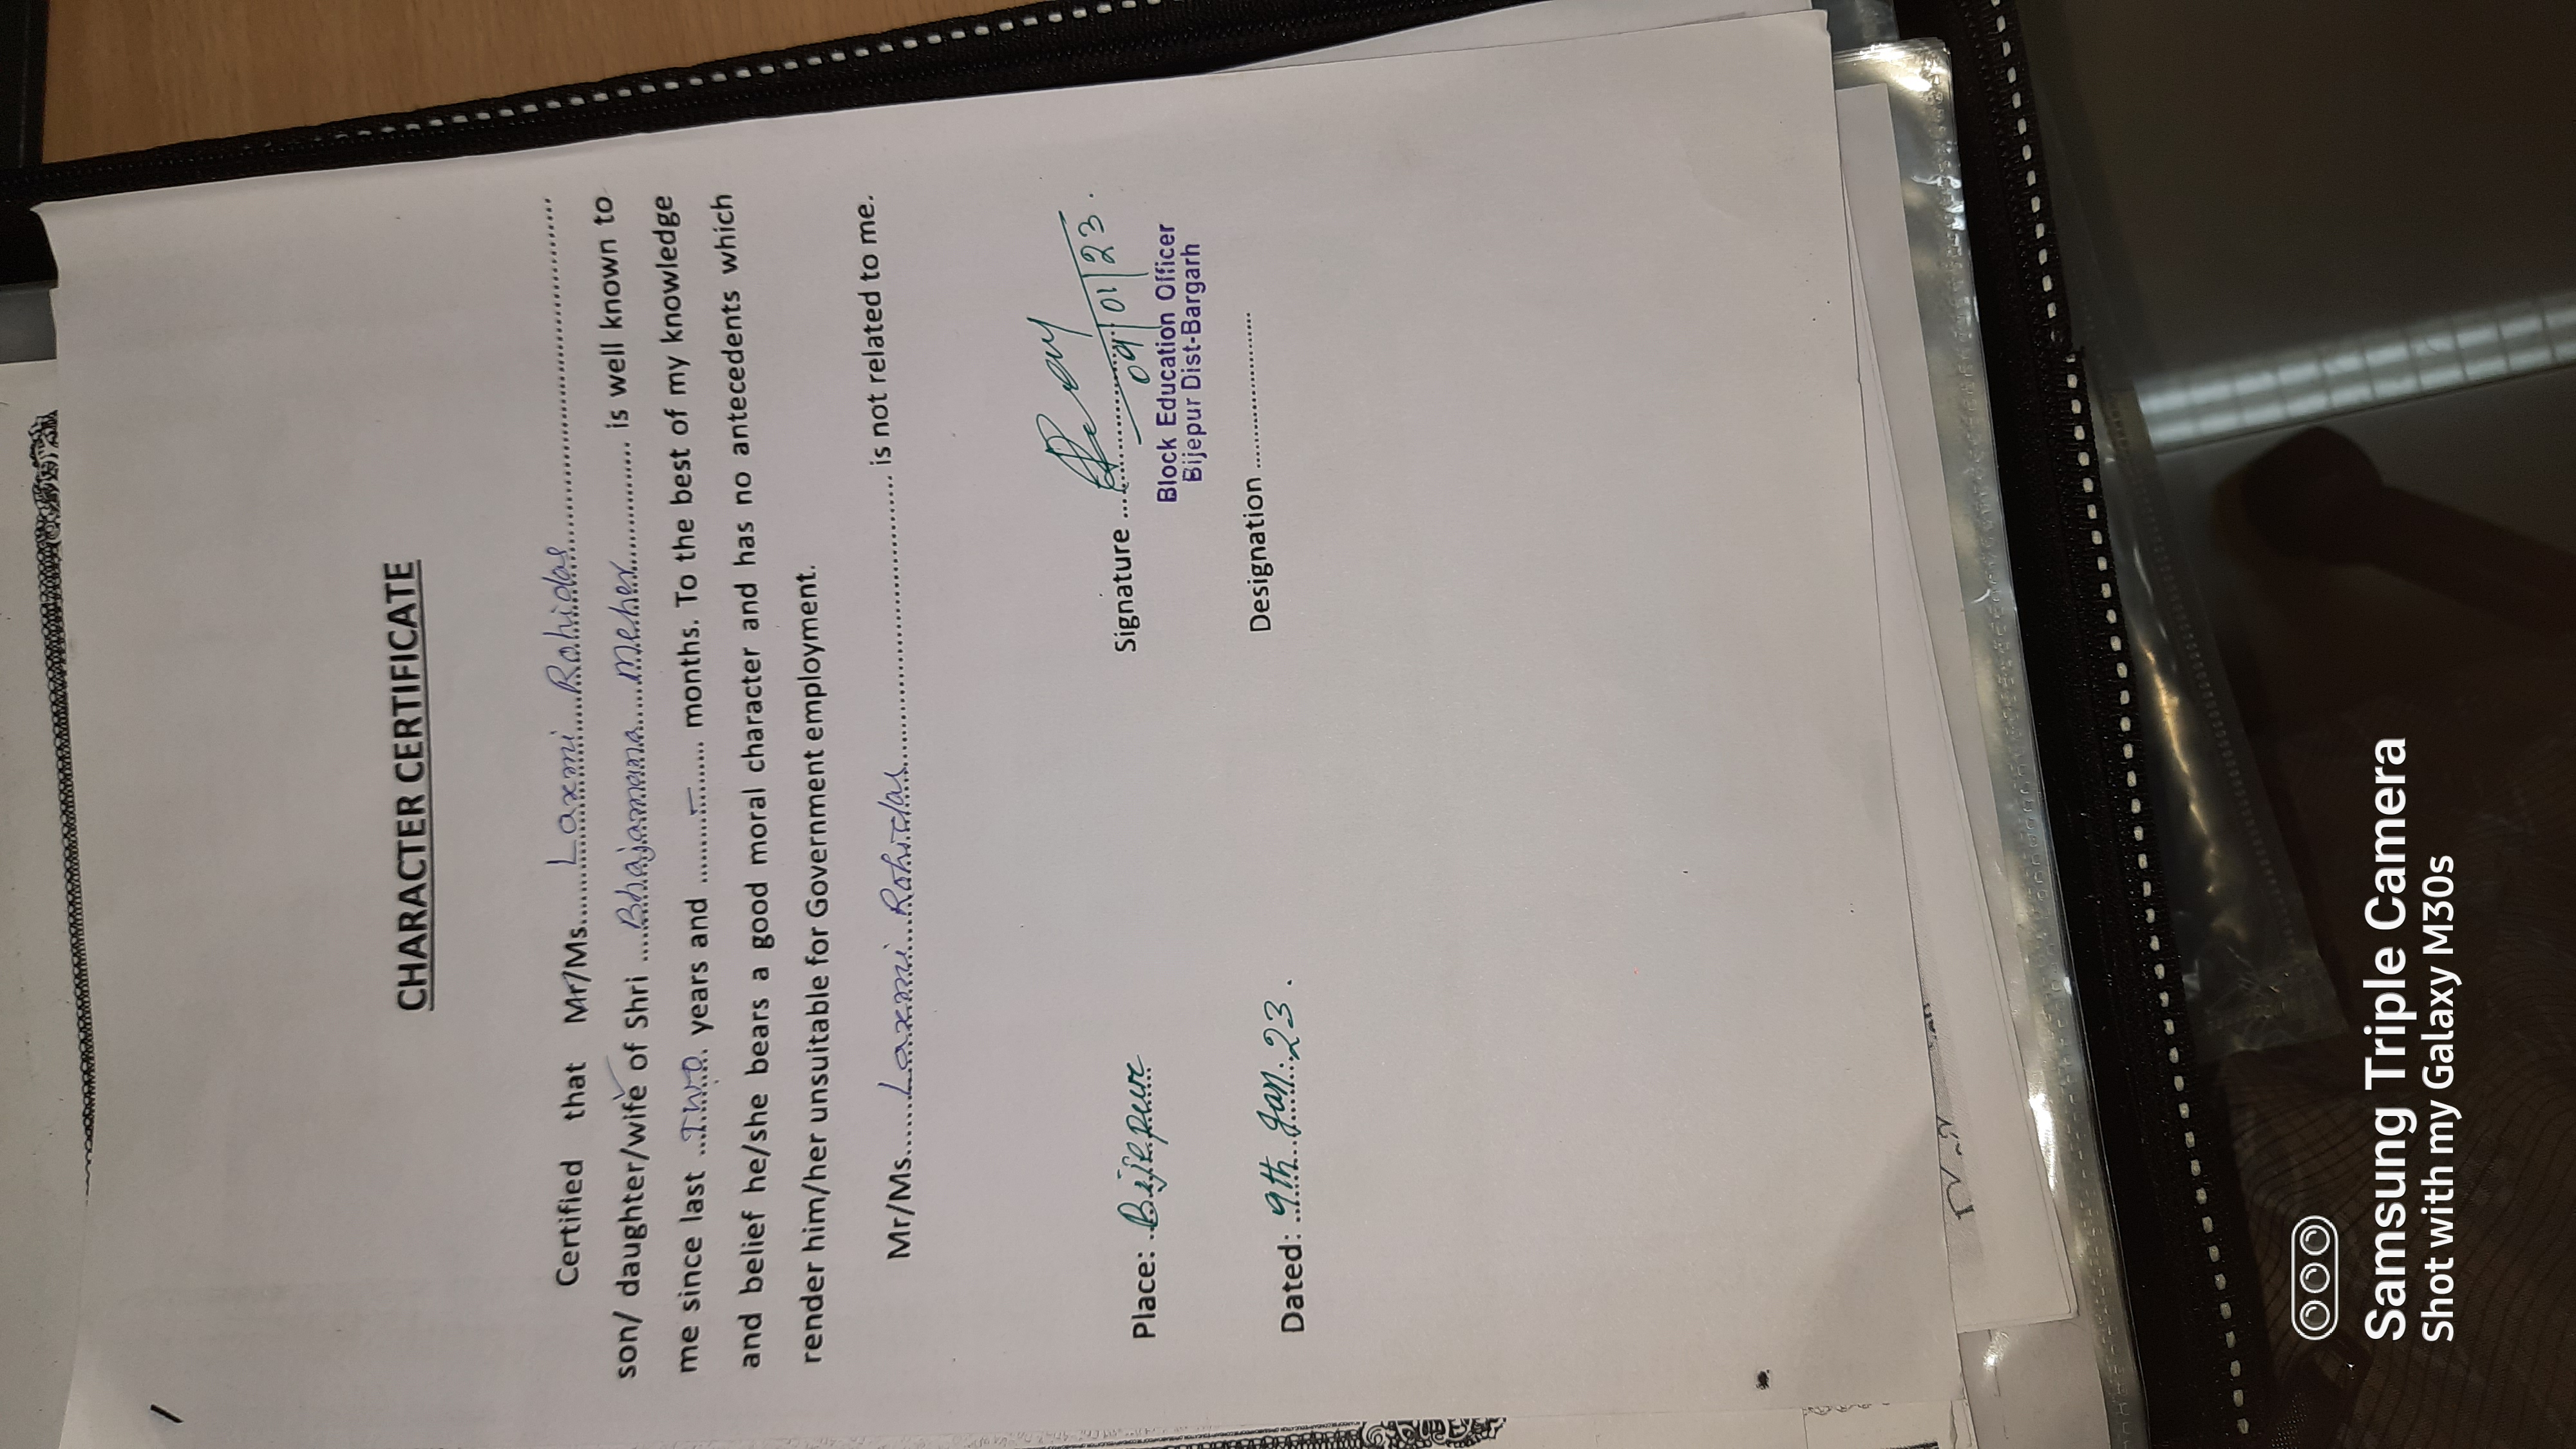 CHARACTER CERTIFICATE
Certified that Mr/Ms.....Laxmi Rohidas.....
son/ daughter/wife of Shri ....Bhajamana Meher.... is well known to
me since last ...TWO... years and ......-...... months. To the best of my knowledge
and belief he/she bears a good moral character and has no antecedents which
render him/her unsuitable for Government employment.
Mr/Ms......Laxmi Rohidas...... is not related to me.
Signature ....
09/01/23.
Place: ..Bijepur
Block Education Officer
Bijepur Dist-Bargarh
Designation ........................
Dated: 9th Jan. 23.
Samsung Triple Camera
Shot with my Galaxy M30s